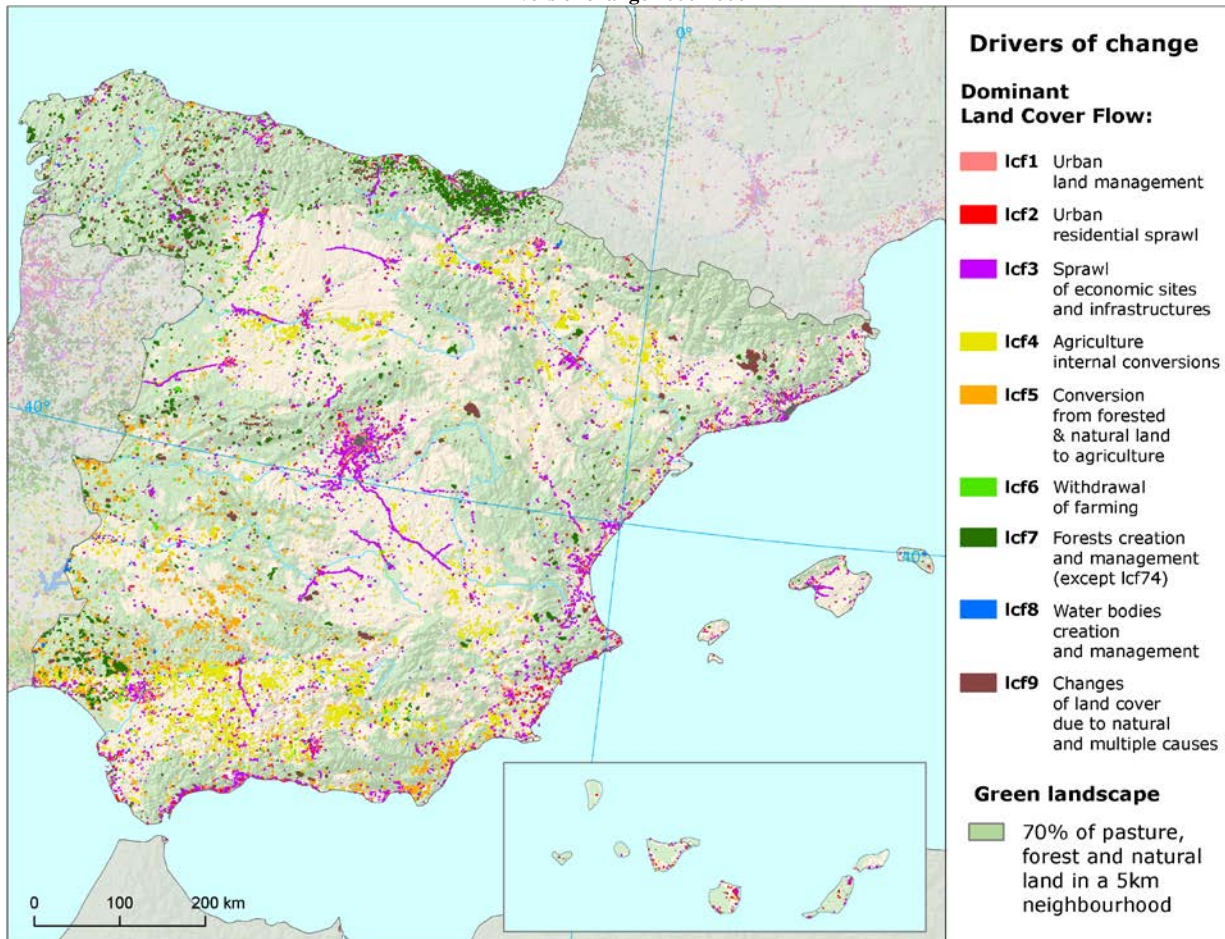 0°
40°
40°
0 100 200 km
Drivers of change
Dominant
Land Cover Flow:
lcf1 Urban
land management
lcf2 Urban
residential sprawl
lcf3 Sprawl
of economic sites
and infrastructures
lcf4 Agriculture
internal conversions
lcf5 Conversion
from forested
& natural land
to agriculture
lcf6 Withdrawal
of farming
lcf7 Forests creation
and management
(except lcf74)
lcf8 Water bodies
creation
and management
lcf9 Changes
of land cover
due to natural
and multiple causes
Green landscape
70% of pasture,
forest and natural
land in a 5km
neighbourhood